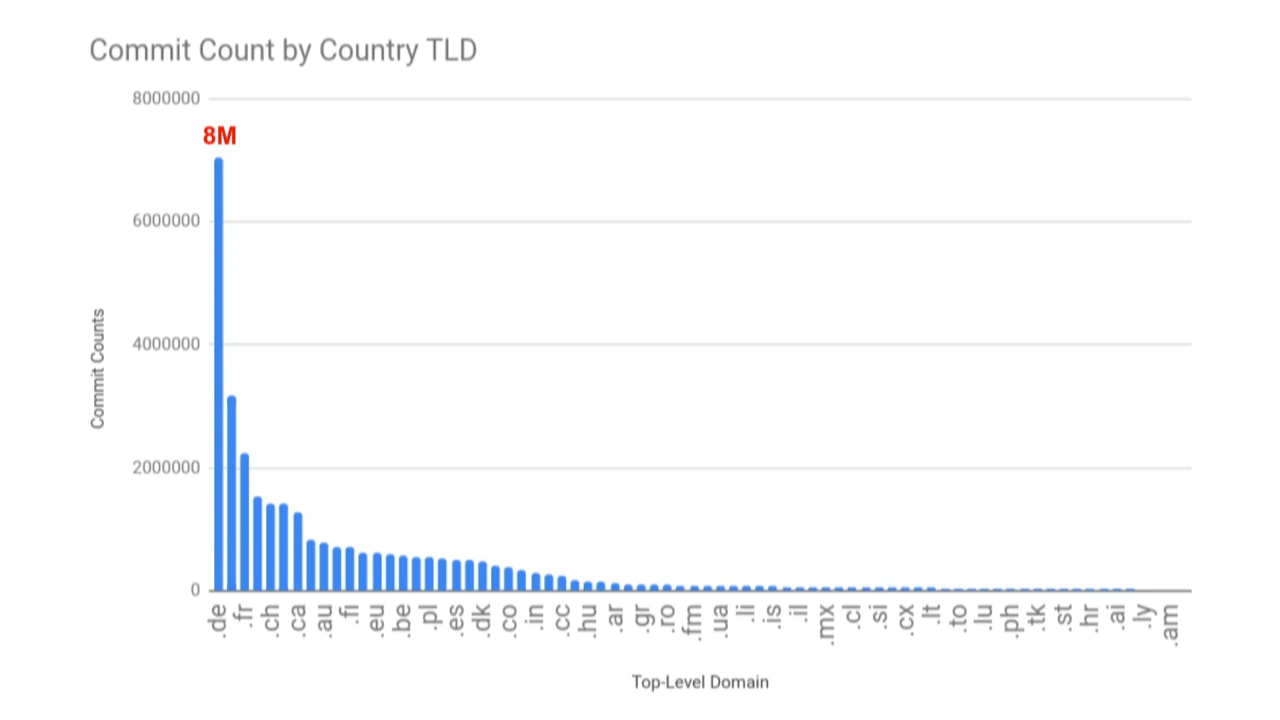 Commit Count by Country TLD
8000000
8M
6000000
4000000
2000000
0
Commit Counts
.de .fr .ch .ca .au .fi .eu .be .pl .es .dk .co .in .cc .hu .ar .gr .ro .fm .ua .li .is .il .mx .cl .si .cx .lt .to .lu .ph .tk .st .hr .ai .ly .am
Top-Level Domain